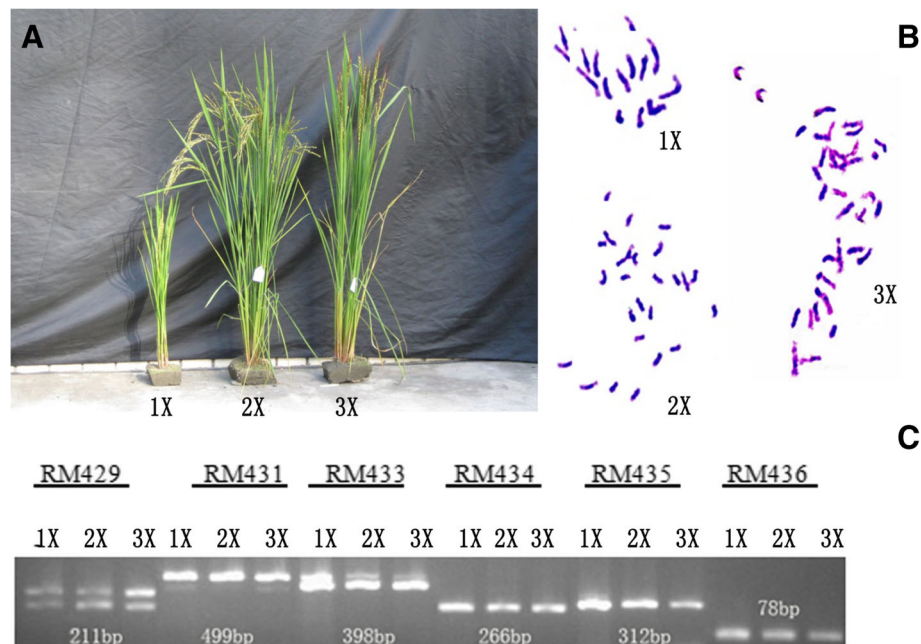 A
B
1X
3X
2X
1X 2X 3X
C
RM429 RM431 RM433 RM434 RM435 RM436
1X 2X 3X 1X 2X 3X 1X 2X 3X 1X 2X 3X 1X 2X 3X 1X 2X 3X
78bp
211bp 499bp 398bp 266bp 312bp